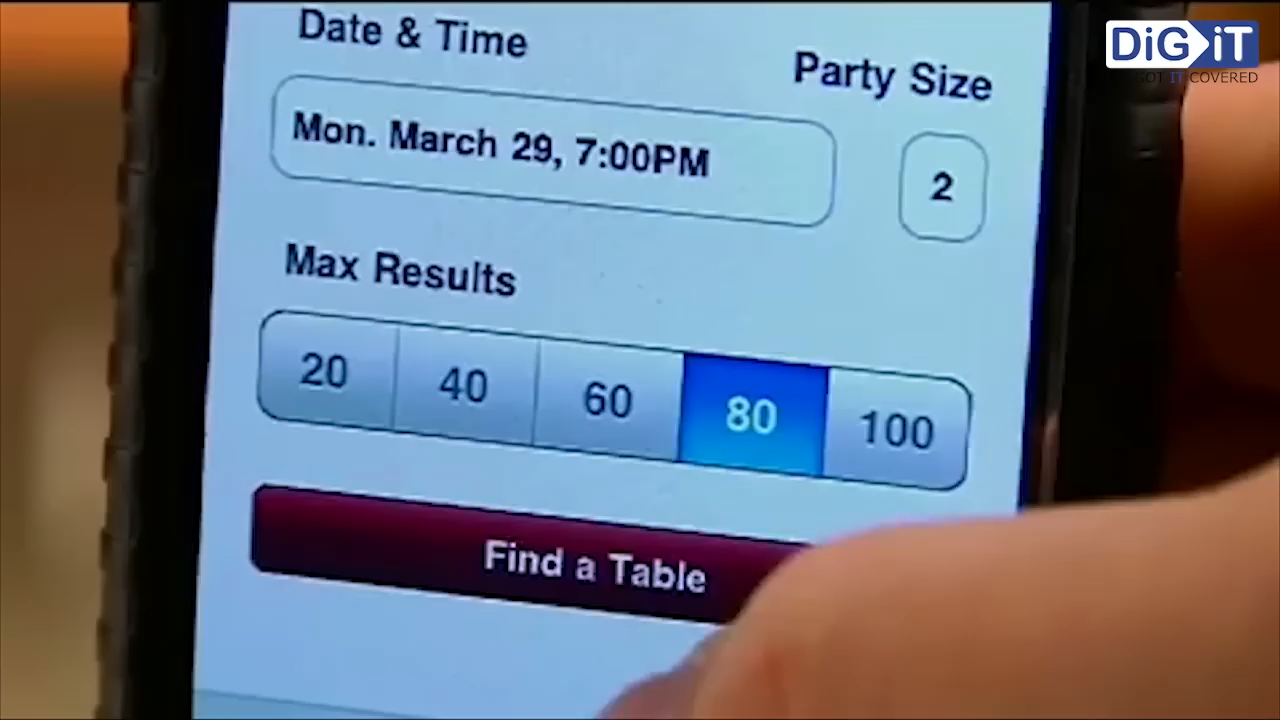 DiGiT
GOT IT COVERED
Date & Time
Party Size
Mon. March 29, 7:00PM
2
Max Results
20 40 60 80 100
Find a Table